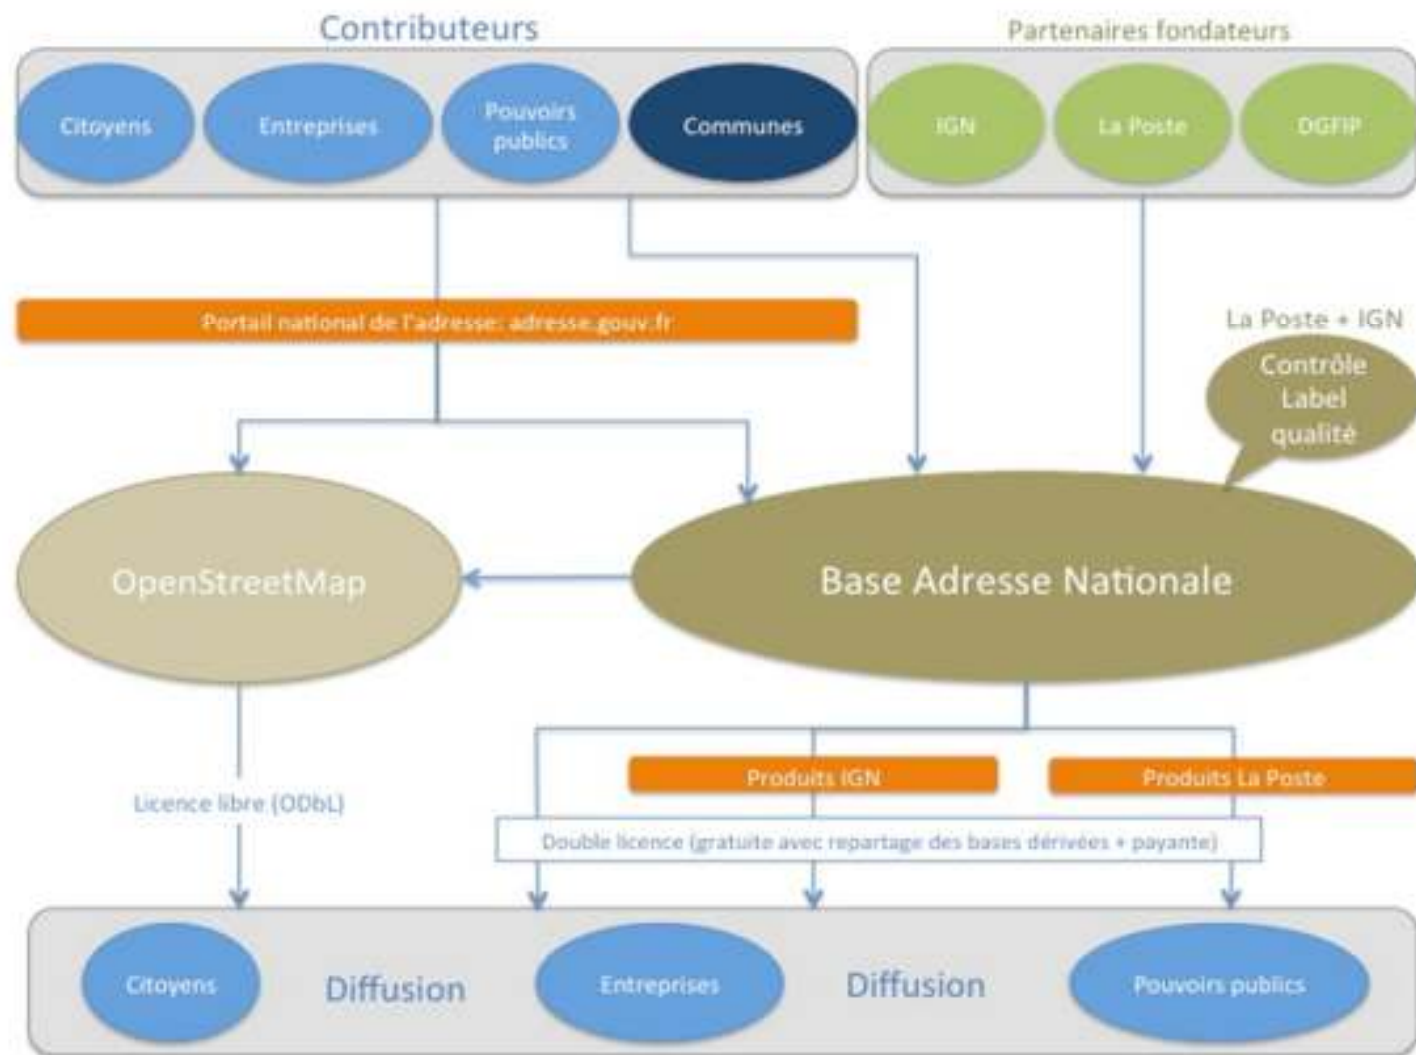 Contributeurs
Partenaires fondateurs
Citoyens
Entreprises
Pouvoirs
publics
Communes
IGN
La Poste
DGFIP
Portail national de l'adresse: adresse.gouv.fr
La Poste + IGN
Contrôle
Label
qualité
OpenStreetMap
Base Adresse Nationale
Produits IGN
Produits La Poste
Licence libre (ODbL)
Double licence (gratuite avec repartage des bases dérivées + payante)
Citoyens
Diffusion
Entreprises
Diffusion
Pouvoirs publics